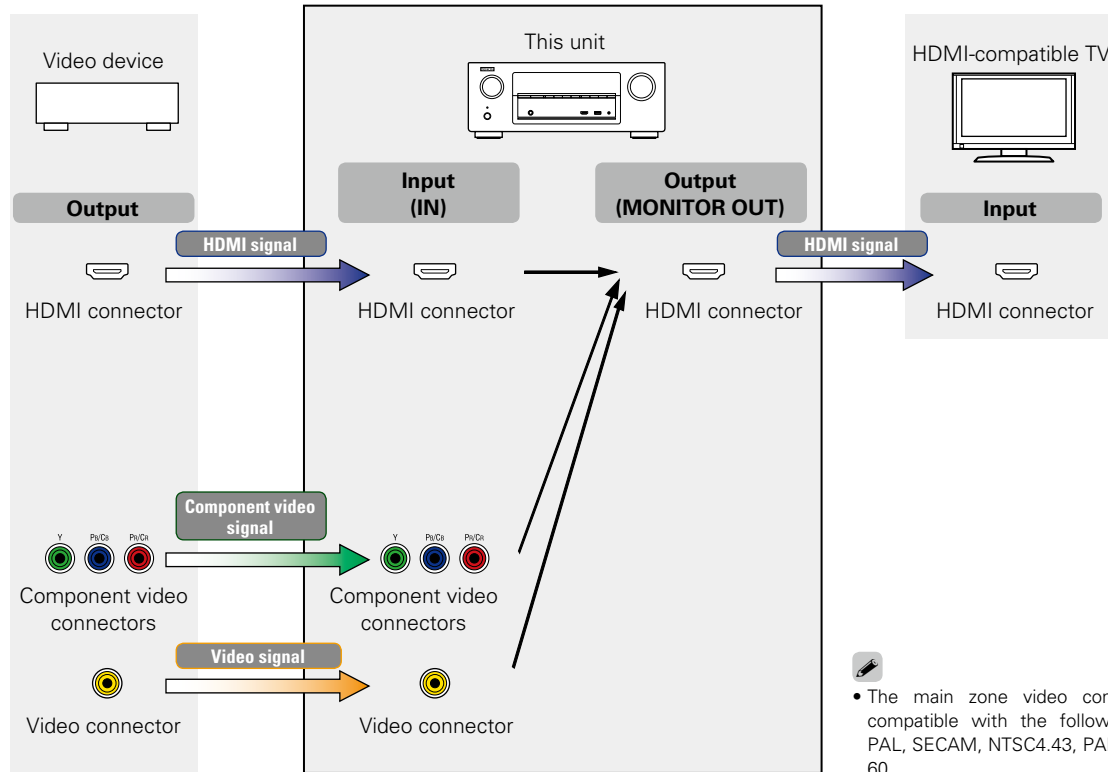 Video device
This unit
HDMI-compatible TV
Output
Input
(IN)
Output
(MONITOR OUT)
Input
HDMI signal
HDMI signal
HDMI connector
HDMI connector
HDMI connector
HDMI connector
Component video
signal
Y PB/CB PR/CR
Y PB/CB PR/CR
Component video
connectors
Component video
connectors
Video signal
Video connector
Video connector
• The main zone video
compatible with the
PAL, SECAM, NTSC4.43,
60